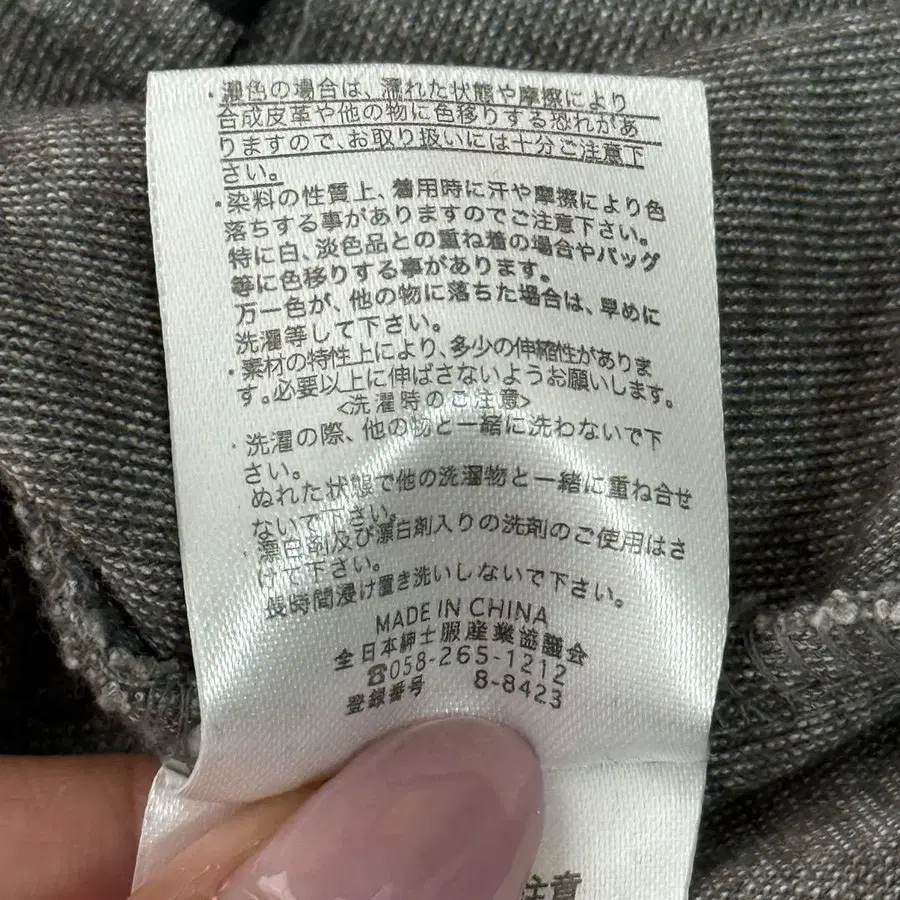 ・濃色の場合は、濡れた状態や摩擦により
合成皮革や他の物に色移りする恐れがあ
りますので、お取り扱いには十分ご注意下
さい。
・染料の性質上、着用時に汗や摩擦により色
落ちする事がありますのでご注意下さい。
特に白、淡色品との重ね着の場合やバッグ
等に色移りする事があります。
万一色が、他の物に落ちた場合は、早めに
洗濯等して下さい。
・素材の特性上により、多少の伸縮性がありま
す。必要以上に伸ばさないようお願いします。
<洗濯時のご注意>
・洗濯の際、他の物と一緒に洗わないで下
さい。
ぬれた状態で他の洗濯物と一緒に重ね合せ
ないで下さい。
・漂白剤及び漂白剤入りの洗剤のご使用はさ
けて下さい。
長時間浸け置き洗いしないで下さい。
MADE IN CHINA
全日本紳士服産業協議会
☎058-265-1212
登録番号 8-8423
注意